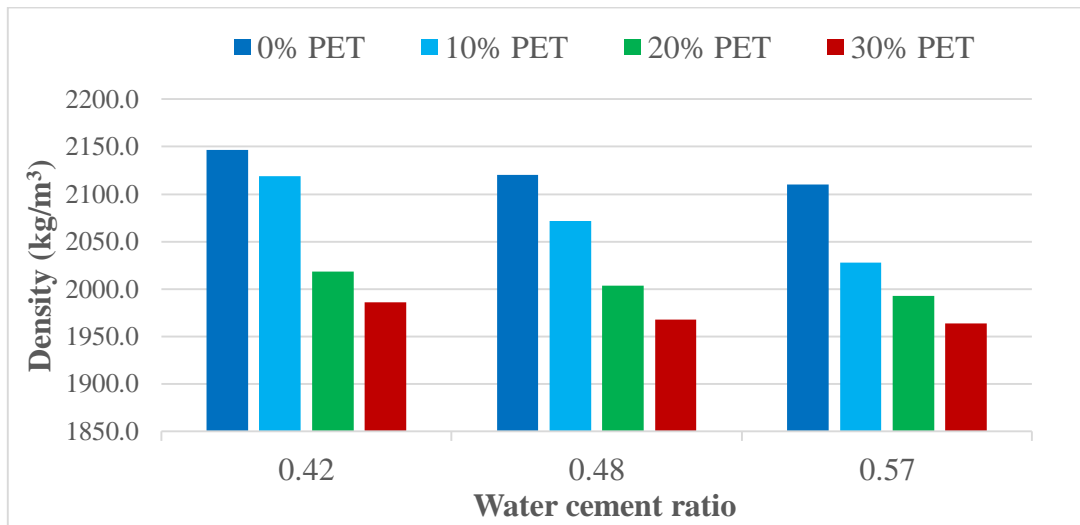 0% PET 10% PET 20% PET 30% PET
2200.0
2150.0
2100.0
2050.0
2000.0
1950.0
1900.0
1850.0
Density (kg/m³)
0.42 0.48 0.57
Water cement ratio